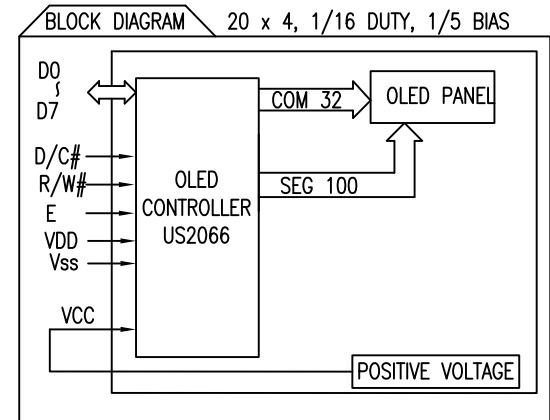 BLOCK DIAGRAM 20 x 4, 1/16 DUTY, 1/5 BIAS
D0
~
D7
D/C#
R/W#
E
VDD
Vss
VCC
OLED
CONTROLLER
US2066
COM 32
SEG 100
OLED PANEL
POSITIVE VOLTAGE